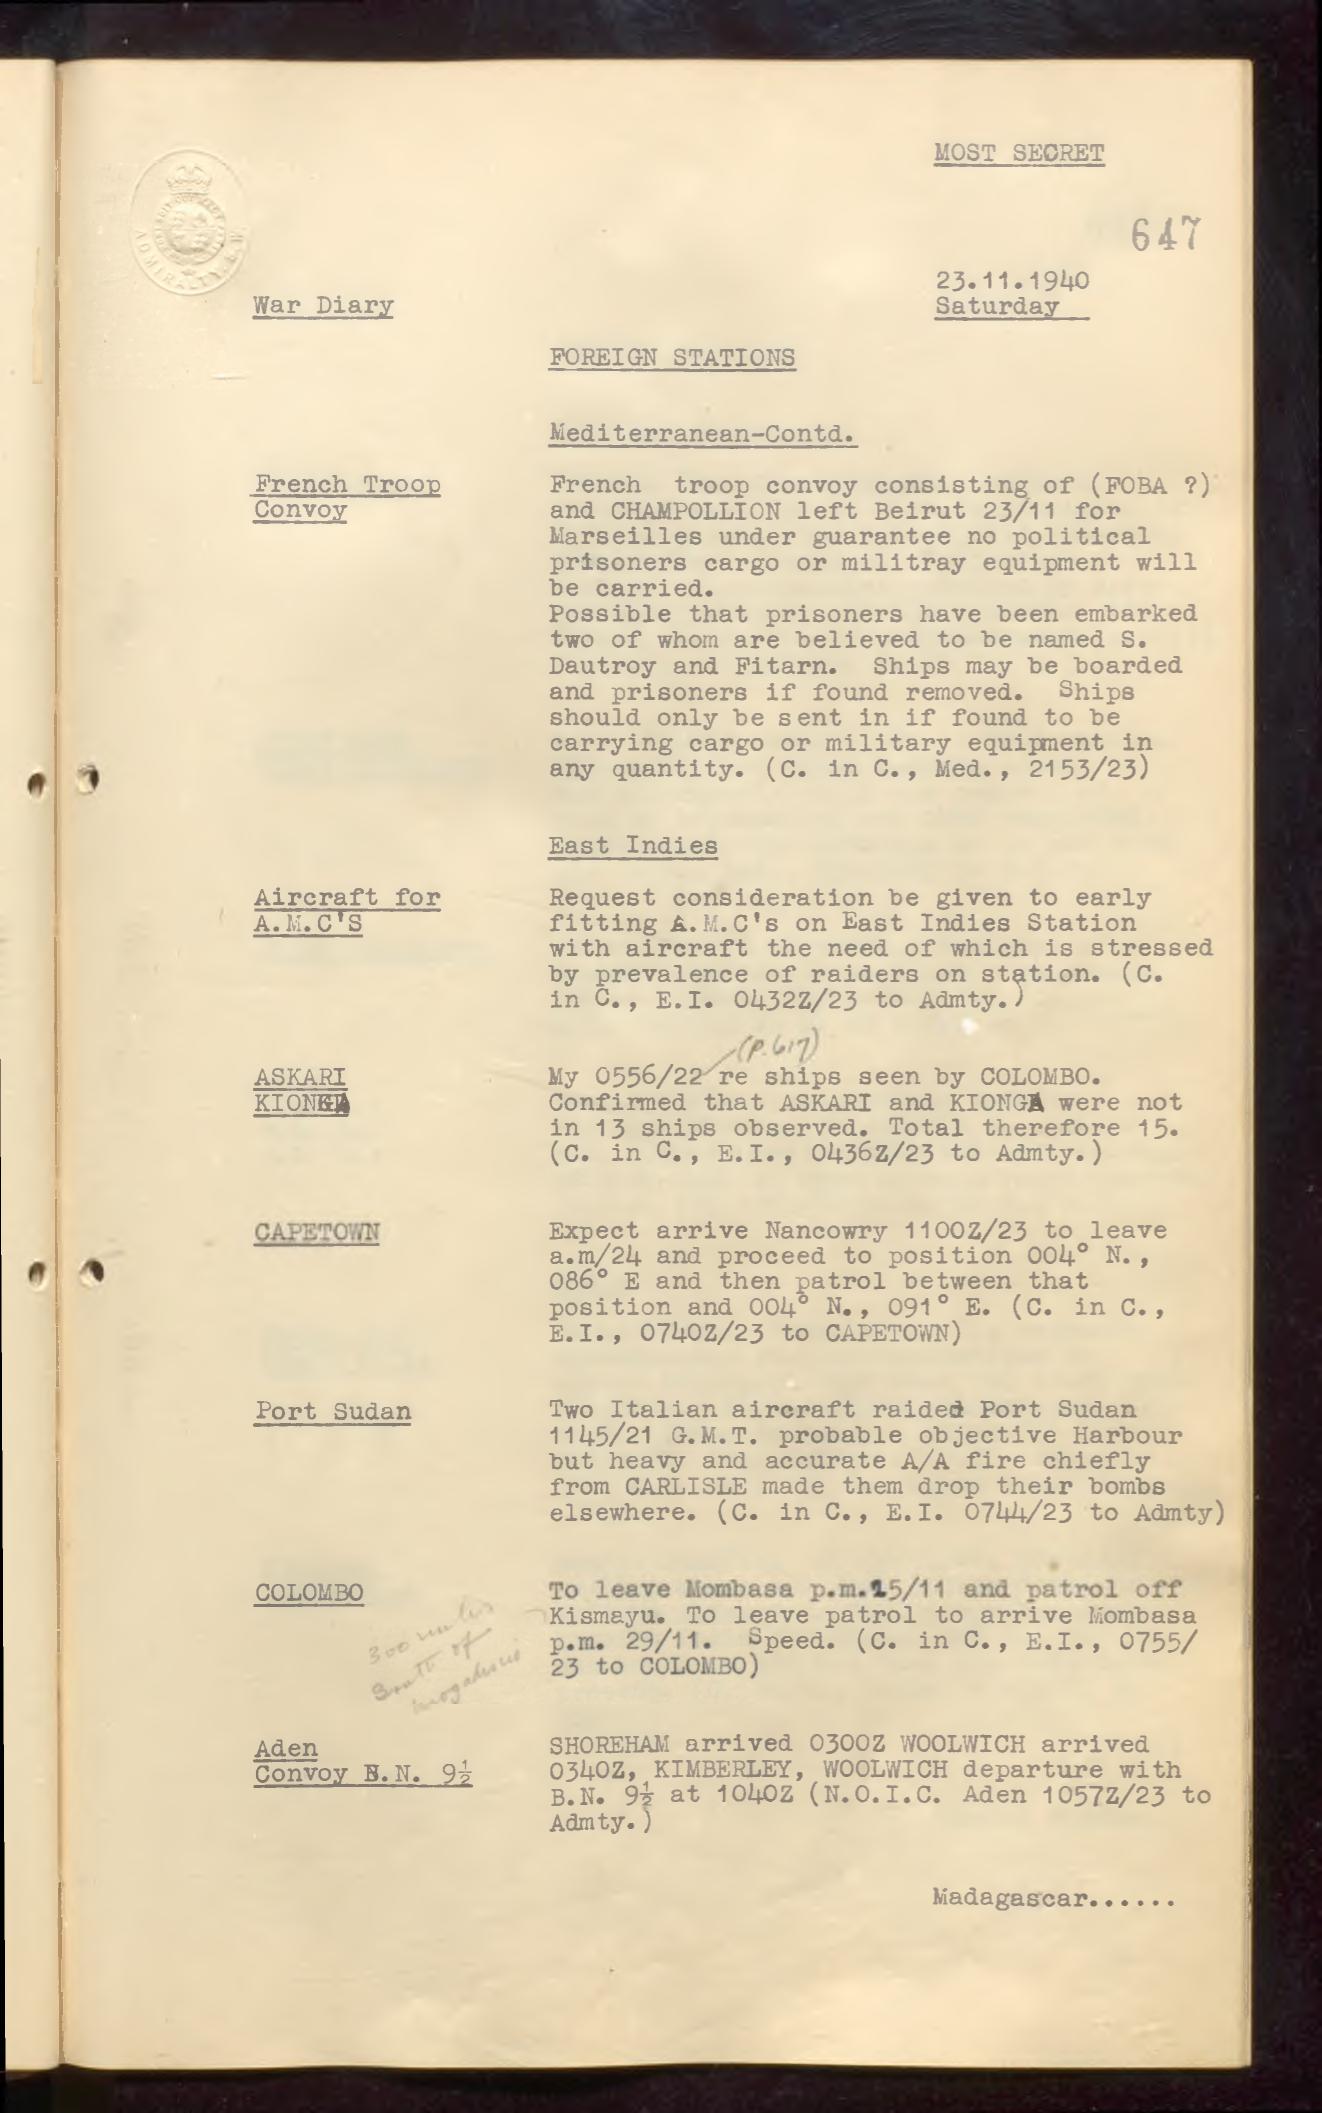 MOST SECRET
647
ADMIRALTY. S.W.
23.11.1940
War Diary
Saturday
FOREIGN STATIONS
Mediterranean-Contd.
French Troop
Convoy
French troop convoy consisting of (FOBA ?)
and CHAMPOLLION left Beirut 23/11 for
Marseilles under guarantee no political
prisoners cargo or militray equipment will
be carried.
Possible that prisoners have been embarked
two of whom are believed to be named S.
Dautroy and Fitarn. Ships may be boarded
and prisoners if found removed. Ships
should only be sent in if found to be
carrying cargo or military equipment in
any quantity. (C. in C., Med., 2153/23)
East Indies
Aircraft for
A.M.C'S
Request consideration be given to early
fitting A.M.C's on East Indies Station
with aircraft the need of which is stressed
by prevalence of raiders on station. (C.
in C., E.I. 0432Z/23 to Admty.)
(p.617)
ASKARI
KIONGA
My 0556/22 re ships seen by COLOMBO.
Confirmed that ASKARI and KIONGA were not
in 13 ships observed. Total therefore 15.
(C. in C., E.I., 0436Z/23 to Admty.)
CAPETOWN
Expect arrive Nancowry 1100Z/23 to leave
a.m/24 and proceed to position 004° N.,
086° E and then patrol between that
position and 004° N., 091° E. (C. in C.,
E.I., 0740Z/23 to CAPETOWN)
Port Sudan
Two Italian aircraft raided Port Sudan
1145/21 G.M.T. probable objective Harbour
but heavy and accurate A/A fire chiefly
from CARLISLE made them drop their bombs
elsewhere. (C. in C., E.I. 0744/23 to Admty)
COLOMBO
To leave Mombasa p.m.25/11 and patrol off
Kismayu. To leave patrol to arrive Mombasa
p.m. 29/11. Speed. (C. in C., E.I., 0755/
23 to COLOMBO)
300 miles
South of
mogadiscio
Aden
Convoy B.N. 9½
SHOREHAM arrived 0300Z WOOLWICH arrived
0340Z, KIMBERLEY, WOOLWICH departure with
B.N. 9½ at 1040Z (N.O.I.C. Aden 1057Z/23 to
Admty.)
Madagascar......